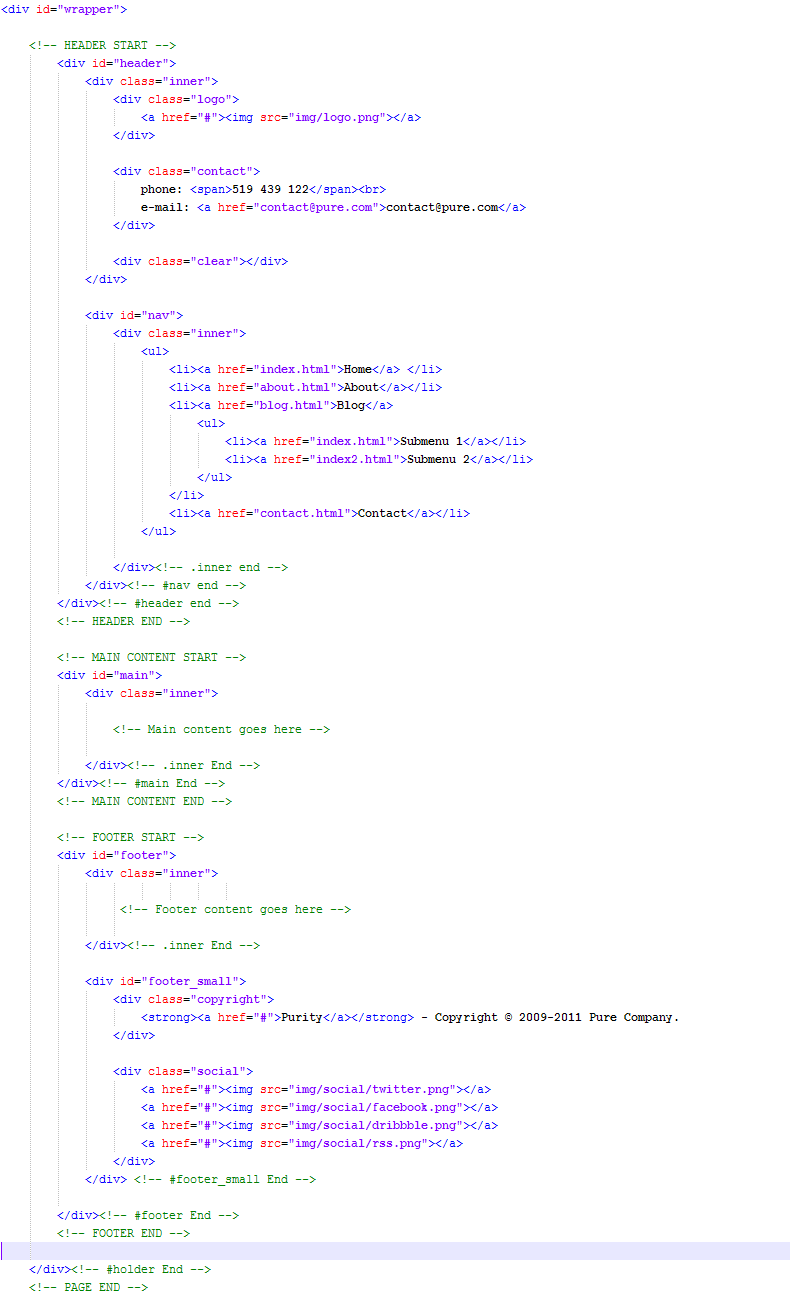 <div id="wrapper">
<!-- HEADER START -->
<div id="header">
<div class="inner">
<div class="logo">
<a href="#"><img src="img/logo.png"></a>
</div>
<div class="contact">
phone: <span>519 439 122</span><br>
e-mail: <a href="contact@pure.com">contact@pure.com</a>
</div>
<div class="clear"></div>
</div>
<div id="nav">
<div class="inner">
<ul>
<li><a href="index.html">Home</a> </li>
<li><a href="about.html">About</a></li>
<li><a href="blog.html">Blog</a>
<ul>
<li><a href="index.html">Submenu 1</a></li>
<li><a href="index2.html">Submenu 2</a></li>
</ul>
</li>
<li><a href="contact.html">Contact</a></li>
</ul>
</div><!-- .inner end -->
</div><!-- #nav end -->
</div><!-- #header end -->
<!-- HEADER END -->
<!-- MAIN CONTENT START -->
<div id="main">
<div class="inner">
<!-- Main content goes here -->
</div><!-- .inner End -->
</div><!-- #main End -->
<!-- MAIN CONTENT END -->
<!-- FOOTER START -->
<div id="footer">
<div class="inner">
<!-- Footer content goes here -->
</div><!-- .inner End -->
<div id="footer_small">
<div class="copyright">
<strong><a href="#">Purity</a></strong> - Copyright © 2009-2011 Pure Company.
</div>
<div class="social">
<a href="#"><img src="img/social/twitter.png"></a>
<a href="#"><img src="img/social/facebook.png"></a>
<a href="#"><img src="img/social/dribbble.png"></a>
<a href="#"><img src="img/social/rss.png"></a>
</div>
</div> <!-- #footer_small End -->
</div><!-- #footer End -->
<!-- FOOTER END -->
</div><!-- #holder End -->
<!-- PAGE END -->